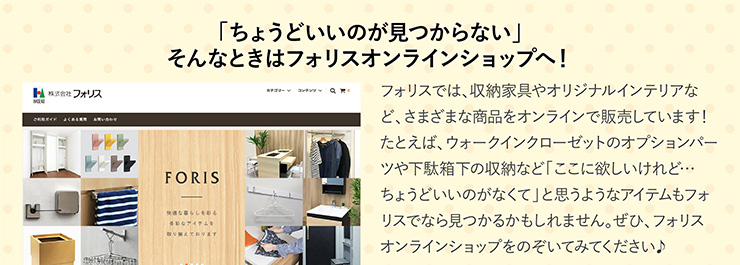 「ちょうどいいのが見つからない」
そんなときはフォリスオンラインショップへ！
株式会社 フォリス
カテゴリー
コンテンツ
ご利用ガイド よくある質問 お問い合わせ
FORIS
快適な暮らしを彩る
多彩なアイテムを
取り揃えております
フォリスでは、収納家具やオリジナルインテリアな
ど、さまざまな商品をオンラインで販売しています！
たとえば、ウォークインクローゼットのオプションパー
ツや下駄箱下の収納など「ここに欲しいけれど…
ちょうどいいのがなくて」と思うようなアイテムもフォ
リスでなら見つかるかもしれません。ぜひ、フォリス
オンラインショップをのぞいてみてください♪